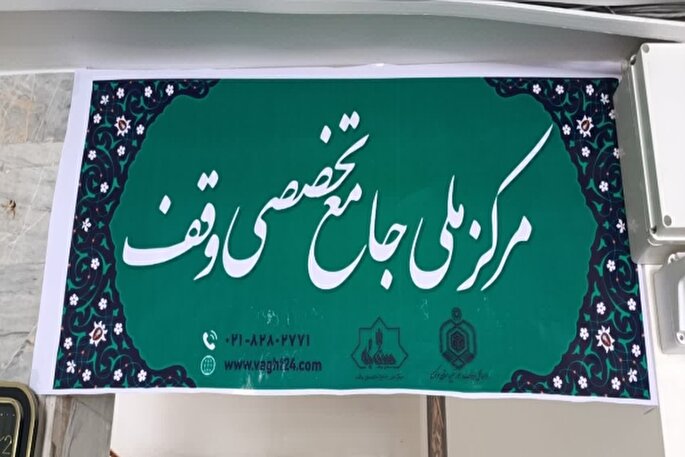 مرکز ملی جامع تخصصی وقف
۰۲۱-۸۲۸۰۲۷۷۱
www.vaghf24.com